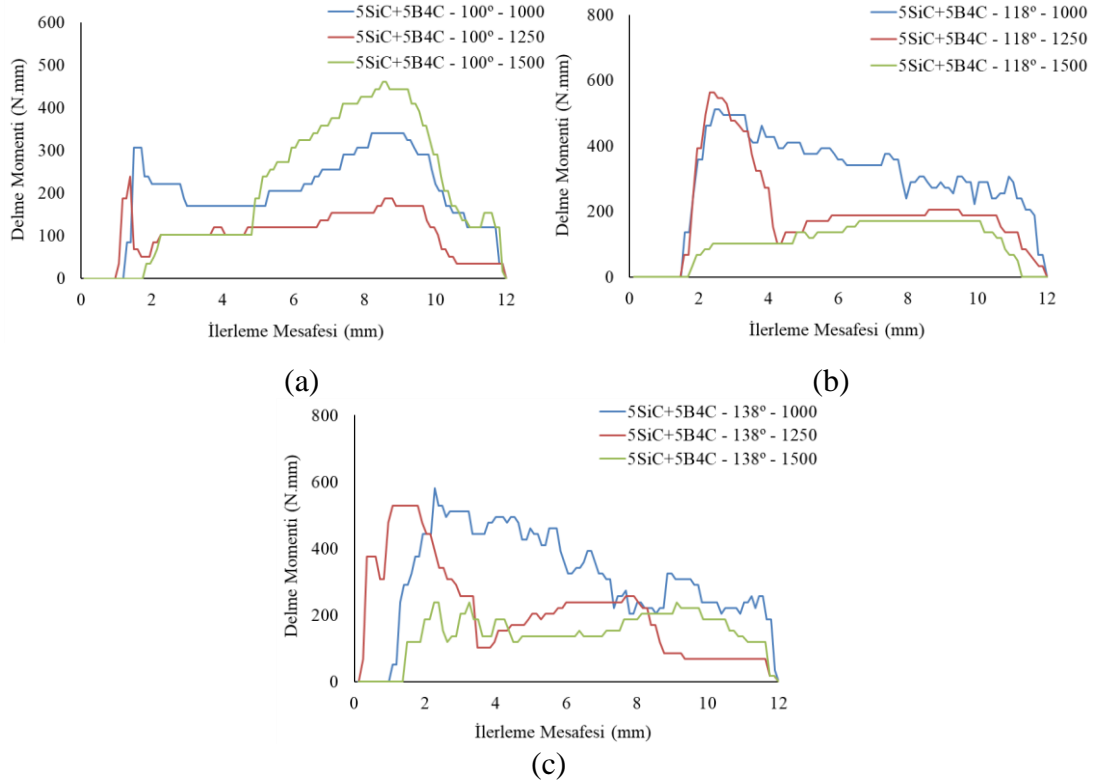 5SiC+5B4C - 100º - 1000
5SiC+5B4C - 100º - 1250
5SiC+5B4C - 100º - 1500
Delme Momenti (N.mm)
600
500
400
300
200
100
0
0 2 4 6 8 10 12
İlerleme Mesafesi (mm)
(a)
5SiC+5B4C - 118º - 1000
5SiC+5B4C - 118º - 1250
5SiC+5B4C - 118º - 1500
Delme Momenti (N.mm)
800
600
400
200
0
0 2 4 6 8 10 12
İlerleme Mesafesi (mm)
(b)
5SiC+5B4C - 138º - 1000
5SiC+5B4C - 138º - 1250
5SiC+5B4C - 138º - 1500
Delme Momenti (N.mm)
800
600
400
200
0
0 2 4 6 8 10 12
İlerleme Mesafesi (mm)
(c)